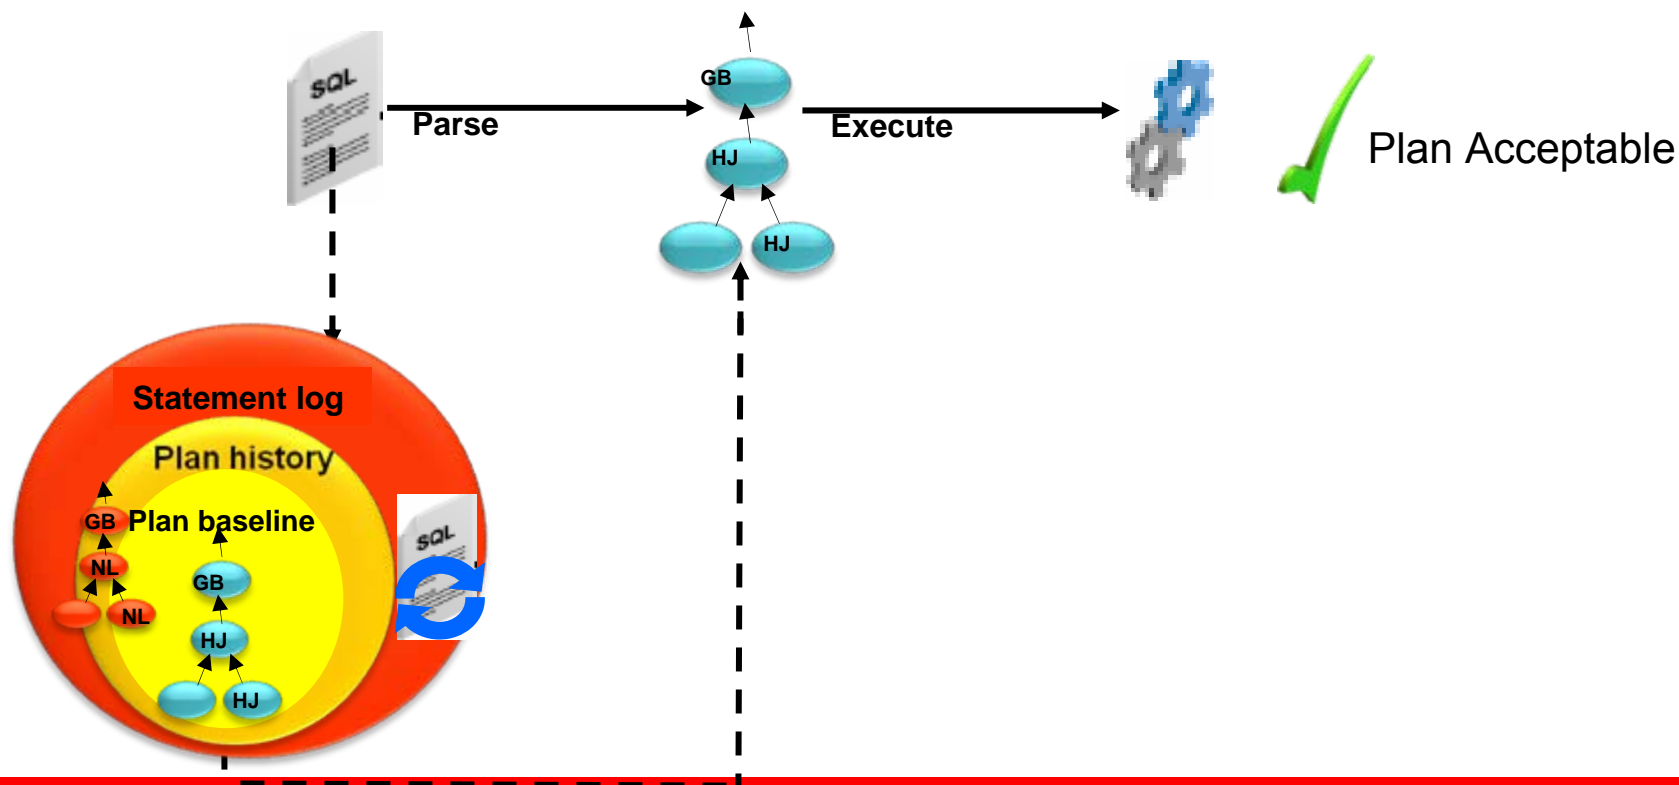 SQL
Parse
GB
HJ
HJ
Execute
Plan Acceptable
Statement log
Plan history
Plan baseline
GB
NL
NL
GB
HJ
HJ
SQL